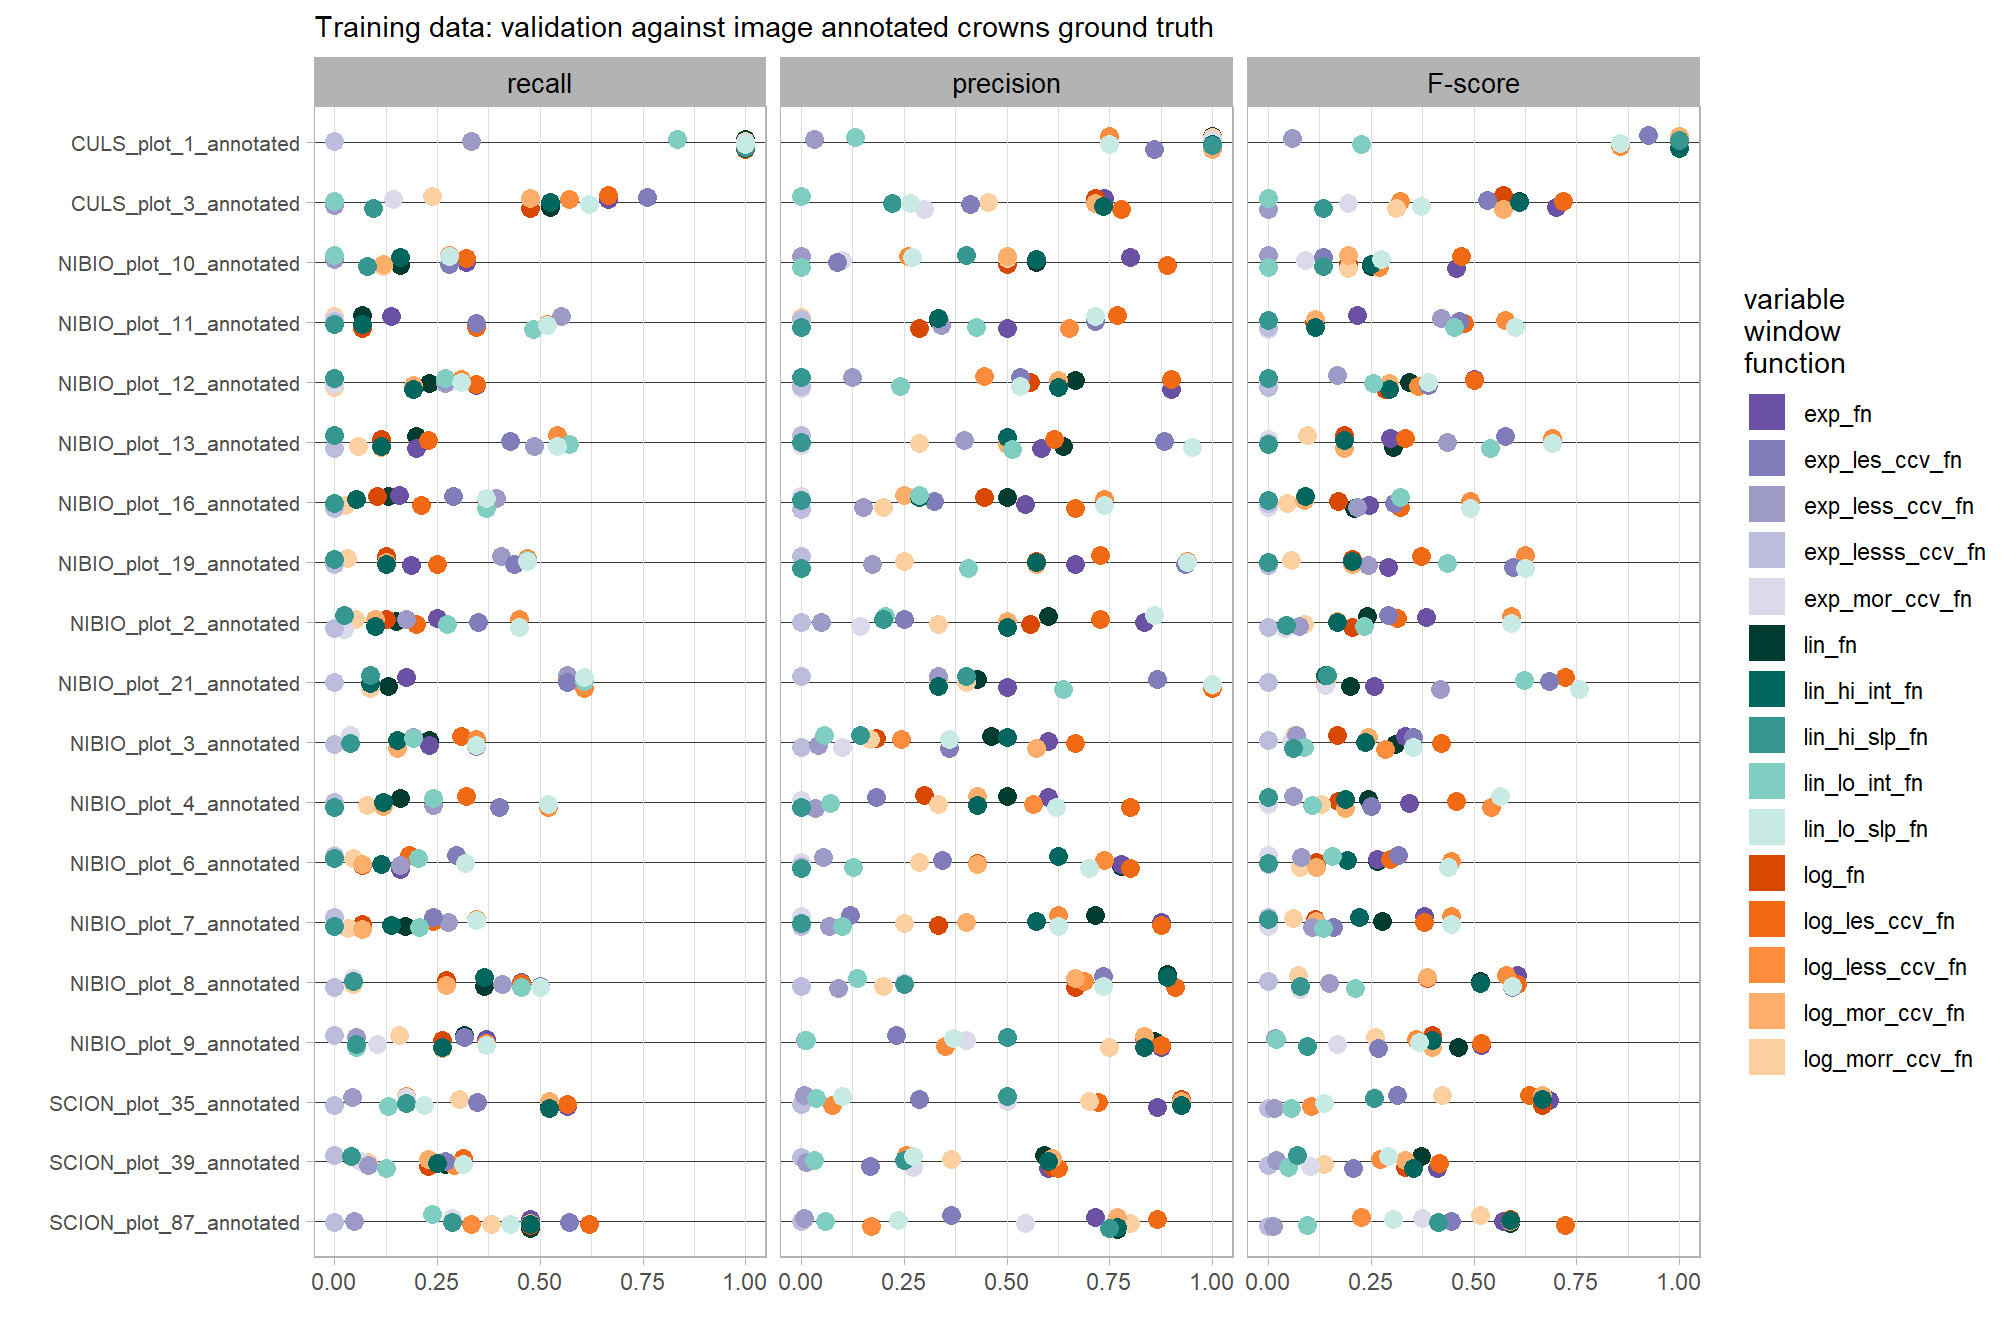 Training data: validation against image annotated crowns ground truth
recall
precision
F-score
CULS_plot_1_annotated
CULS_plot_3_annotated
NIBIO_plot_10_annotated
NIBIO_plot_11_annotated
NIBIO_plot_12_annotated
NIBIO_plot_13_annotated
NIBIO_plot_16_annotated
NIBIO_plot_19_annotated
NIBIO_plot_2_annotated
NIBIO_plot_21_annotated
NIBIO_plot_3_annotated
NIBIO_plot_4_annotated
NIBIO_plot_6_annotated
NIBIO_plot_7_annotated
NIBIO_plot_8_annotated
NIBIO_plot_9_annotated
SCION_plot_35_annotated
SCION_plot_39_annotated
SCION_plot_87_annotated
0.00 0.25 0.50 0.75 1.00
0.00 0.25 0.50 0.75 1.00
0.00 0.25 0.50 0.75 1.00
variable
window
function
exp_fn
exp_les_ccv_fn
exp_less_ccv_fn
exp_lesss_ccv_fn
exp_mor_ccv_fn
lin_fn
lin_hi_int_fn
lin_hi_slp_fn
lin_lo_int_fn
lin_lo_slp_fn
log_fn
log_les_ccv_fn
log_less_ccv_fn
log_mor_ccv_fn
log_morr_ccv_fn